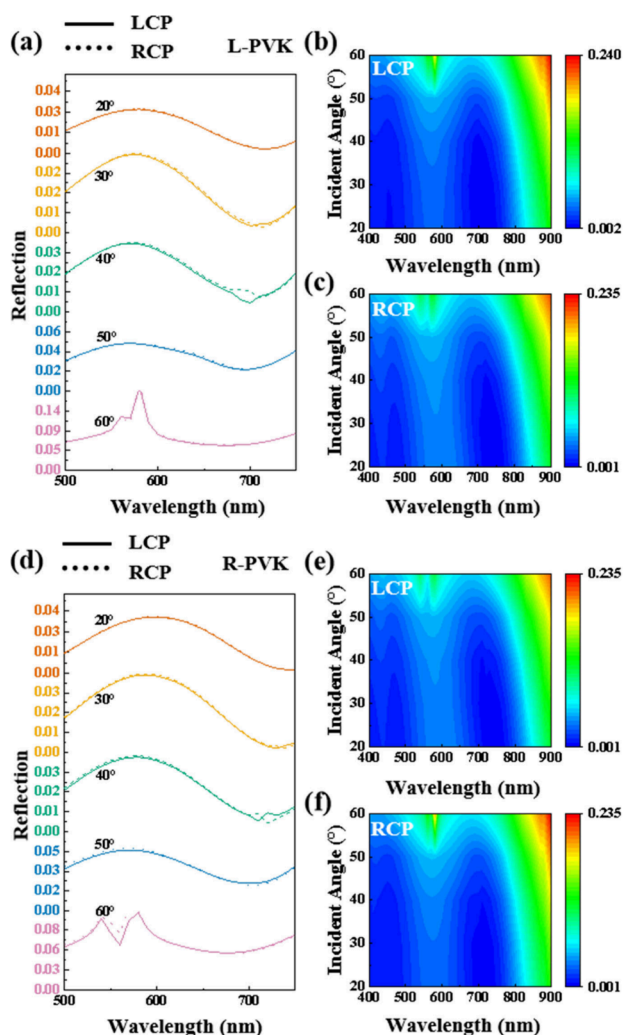 (a)
LCP
RCP
L-PVK
0.04
0.03
0.01
0.00
0.02
0.02
0.01
0.00
0.03
0.02
0.01
0.00
0.06
0.04
0.02
0.00
0.14
0.09
0.05
0.00
20°
30°
40°
50°
60°
Reflection
500
600
700
Wavelength (nm)
(b)
LCP
60
50
40
30
20
Incident Angle (°)
400 500 600 700 800 900
Wavelength (nm)
0.240
0.002
(c)
RCP
60
50
40
30
20
Incident Angle (°)
400 500 600 700 800 900
Wavelength (nm)
0.235
0.001
(d)
LCP
RCP
R-PVK
0.04
0.03
0.01
0.00
0.03
0.02
0.01
0.00
0.03
0.02
0.01
0.00
0.05
0.03
0.02
0.00
0.08
0.06
0.03
0.00
20°
30°
40°
50°
60°
Reflection
500
600
700
Wavelength (nm)
(e)
LCP
60
50
40
30
20
Incident Angle (°)
400 500 600 700 800 900
Wavelength (nm)
0.235
0.001
(f)
RCP
60
50
40
30
20
Incident Angle (°)
400 500 600 700 800 900
Wavelength (nm)
0.235
0.001